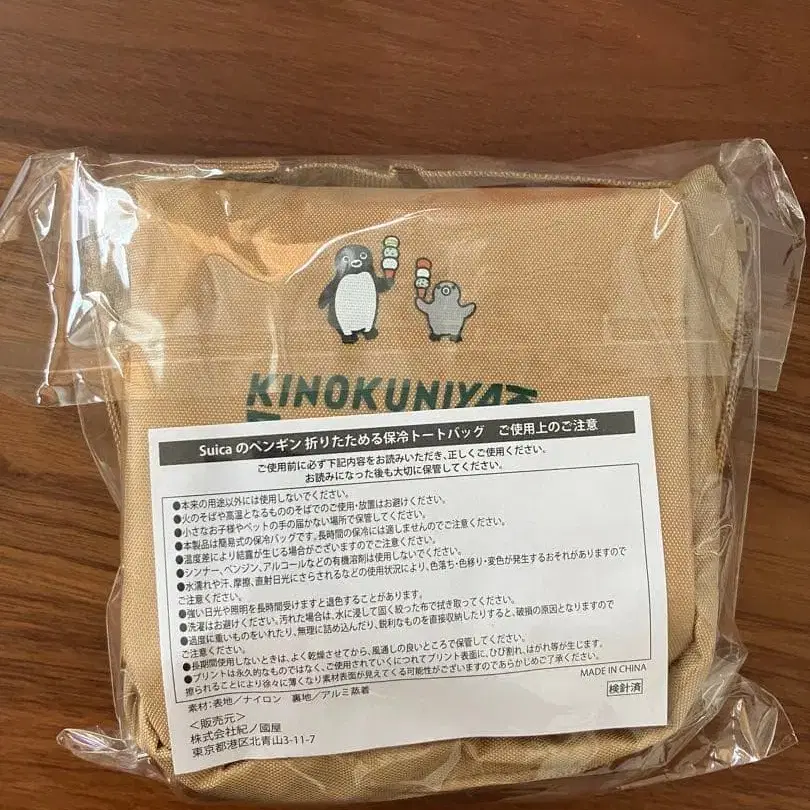 KINOKUNIYA
Suica のペンギン 折りたためる保冷トートバッグ　ご使用上のご注意
ご使用前に必ず下記内容をお読みいただき、正しくご使用ください。
お読みになった後も大切に保管してください。
●本来の用途以外には使用しないでください。
●火のそばや高温となるもののそばでのご使用・放置はお避けください。
●小さなお子様やペットの手の届かない場所で保管してください。
●本製品は簡易式の保冷バッグです。長時間の保冷には適しませんのでご注意ください。
●温度差により結露が生じる場合がございますのでご注意ください。
●シンナー、ベンジン、アルコールなどの有機溶剤は使用しないでください。
●水濡れや汗、摩擦、直射日光にさらされるなどの使用状況により、色落ち・色移り・変色が発生するおそれがありますので
ご注意ください。
●強い日光や照明を長時間受けますと退色することがあります。
●洗濯はお避けください。汚れた場合は、水に浸して固く絞った布で拭き取ってください。
●過度に重いものをいれたり、無理に詰め込んだり、鋭利なものを直接収納したりすると、破損の原因となりますので
ご注意ください。
●長期間使用しないときは、よく乾燥させてから、風通しの良いところで保管してください。
●プリントは永久的なものではなく、ご使用されていくにつれてプリント表面に、ひび割れ、はがれ等が生じます。
擦られることにより徐々に薄くなり素材表面が見えてくる可能性がございますのであらかじめご了承ください。
素材:表地/ナイロン　裏地/アルミ蒸着
MADE IN CHINA
検針済
＜販売元＞
株式会社紀ノ國屋
東京都港区北青山3-11-7